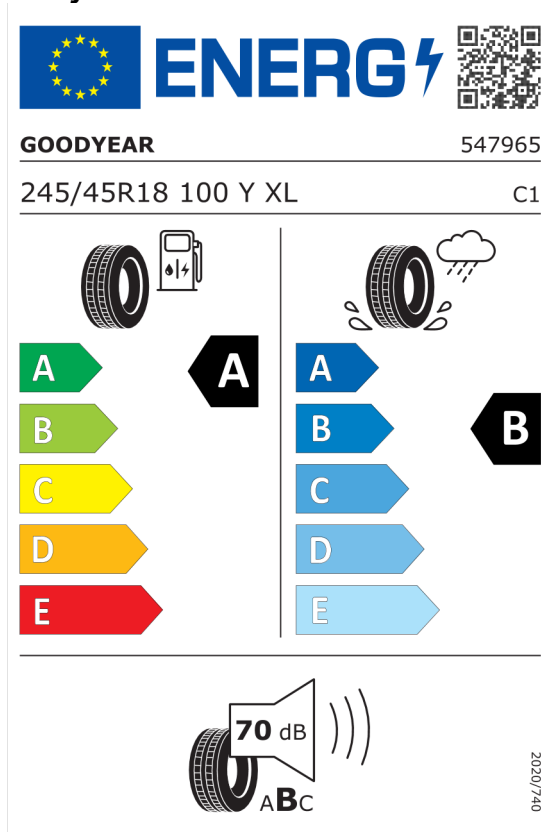 ENERG
GOODYEAR 547965
245/45R18 100 Y XL C1
A A A
B B B
C C
D D
E E
70 dB
ABC
2020/740